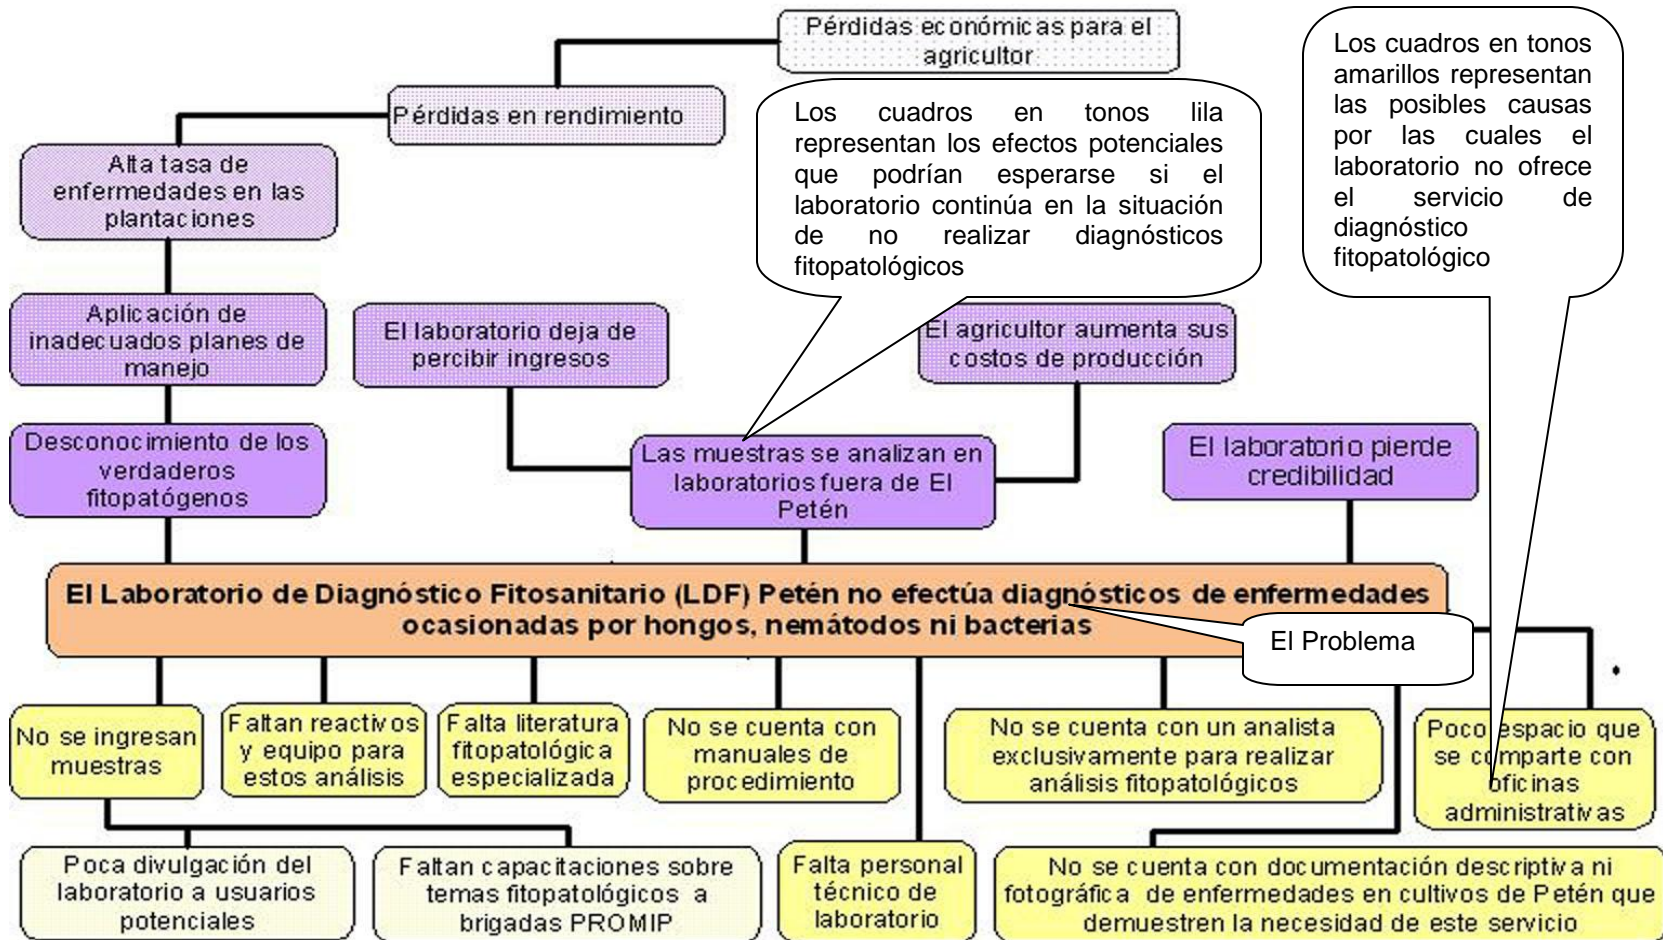 Pérdidas económicas para el
agricultor
Pérdidas en rendimiento
Alta tasa de
enfermedades en las
plantaciones
Los cuadros en tonos lila
representan los efectos potenciales
que podrían esperarse si el
laboratorio continúa en la situación
de no realizar diagnósticos
fitopatológicos
Los cuadros en tonos
amarillos representan
las posibles causas
por las cuales el
laboratorio no ofrece
el servicio de
diagnóstico
fitopatológico
Aplicación de
inadecuados planes de
manejo
El laboratorio deja de
percibir ingresos
El agricultor aumenta sus
costos de producción
Desconocimiento de los
verdaderos
fitopatógenos
Las muestras se analizan en
laboratorios fuera de El
Petén
El laboratorio pierde
credibilidad
El Laboratorio de Diagnóstico Fitosanitario (LDF) Petén no efectúa diagnósticos de enfermedades
ocasionadas por hongos, nemátodos ni bacterias
El Problema
No se ingresan
muestras
Faltan reactivos
y equipo para
estos análisis
Falta literatura
fitopatológica
especializada
No se cuenta con
manuales de
procedimiento
No se cuenta con un analista
exclusivamente para realizar
análisis fitopatológicos
Poco espacio que
se comparte con
oficinas
administrativas
Poca divulgación del
laboratorio a usuarios
potenciales
Faltan capacitaciones sobre
temas fitopatológicos a
brigadas PROMIP
Falta personal
técnico de
laboratorio
No se cuenta con documentación descriptiva ni
fotográfica de enfermedades en cultivos de Petén que
demuestren la necesidad de este servicio